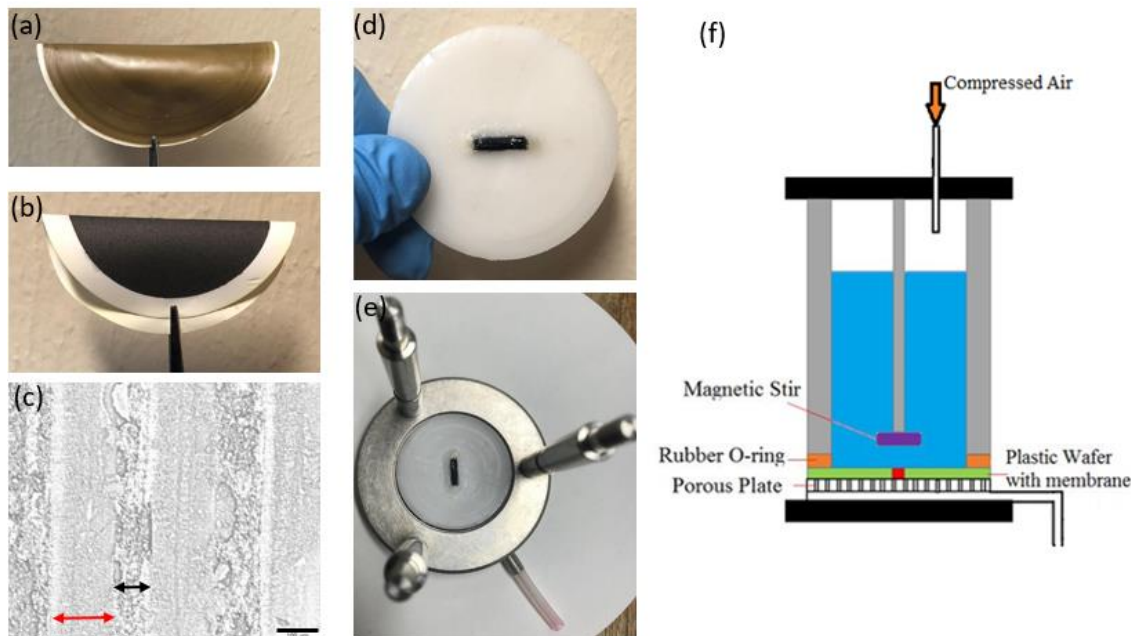 (a)
(b)
(c)
(d)
(e)
(f)
Compressed Air
Magnetic Stir
Rubber O-ring
Porous Plate
Plastic Wafer
with membrane